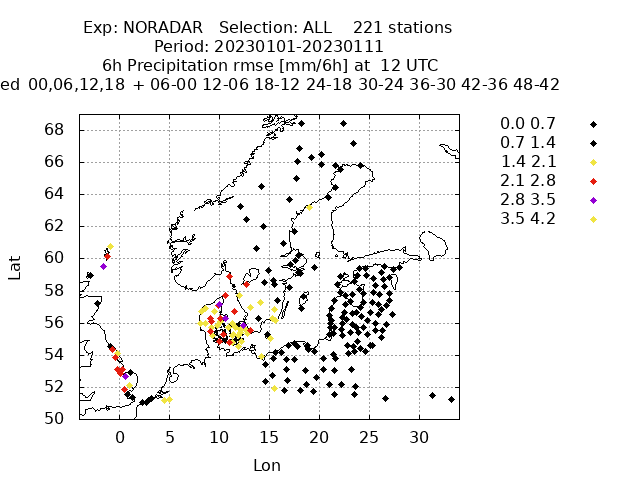 Exp: NORADAR Selection: ALL 221 stations
Period: 20230101-20230111
6h Precipitation rmse [mm/6h] at 12 UTC
ed 00,06,12,18 + 06-00 12-06 18-12 24-18 30-24 36-30 42-36 48-42
0.0 0.7
0.7 1.4
1.4 2.1
2.1 2.8
2.8 3.5
3.5 4.2
68
66
64
62
60
58
56
54
52
50
Lat
0 5 10 15 20 25 30
Lon